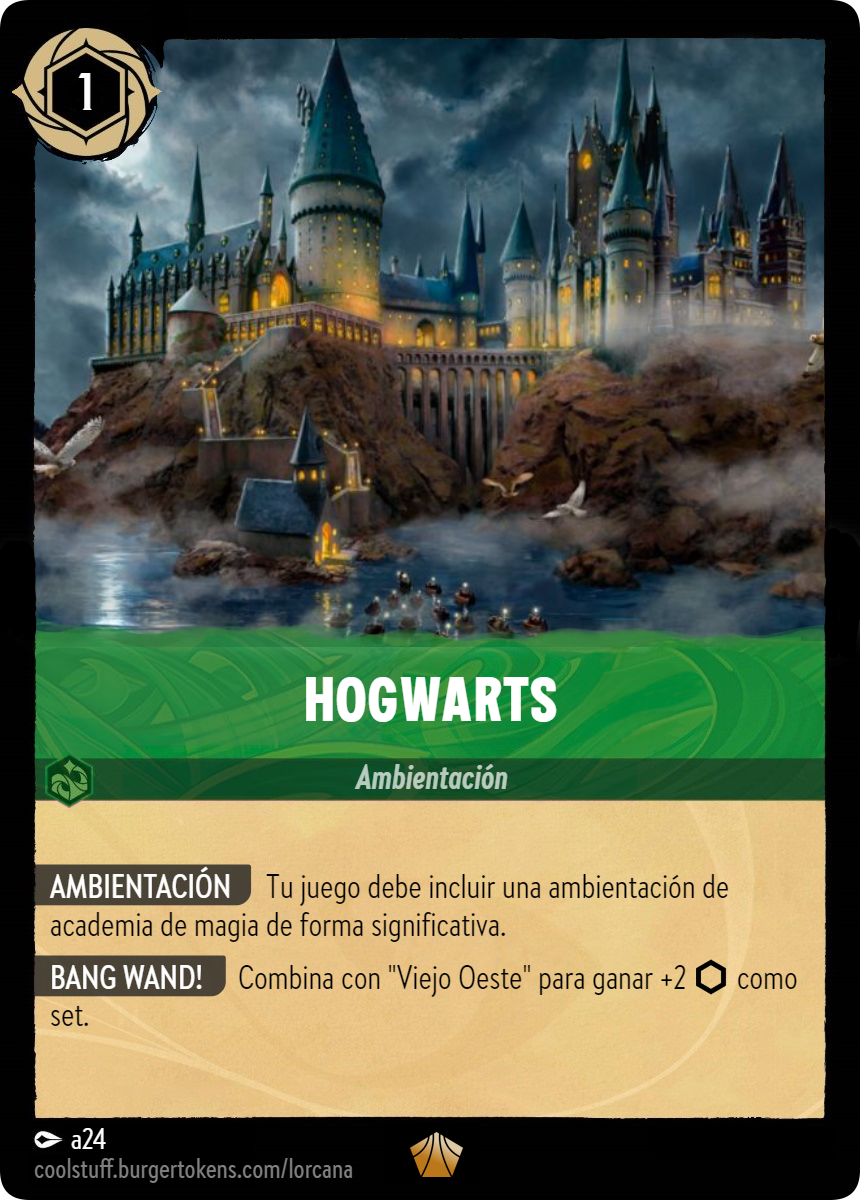 1
HOGWARTS
Ambientación
AMBIENTACIÓN Tu juego debe incluir una ambientación de
academia de magia de forma significativa.
BANG WAND! Combina con "Viejo Oeste" para ganar +2 como
set.
a24
coolstuff.burgertokens.com/lorcana